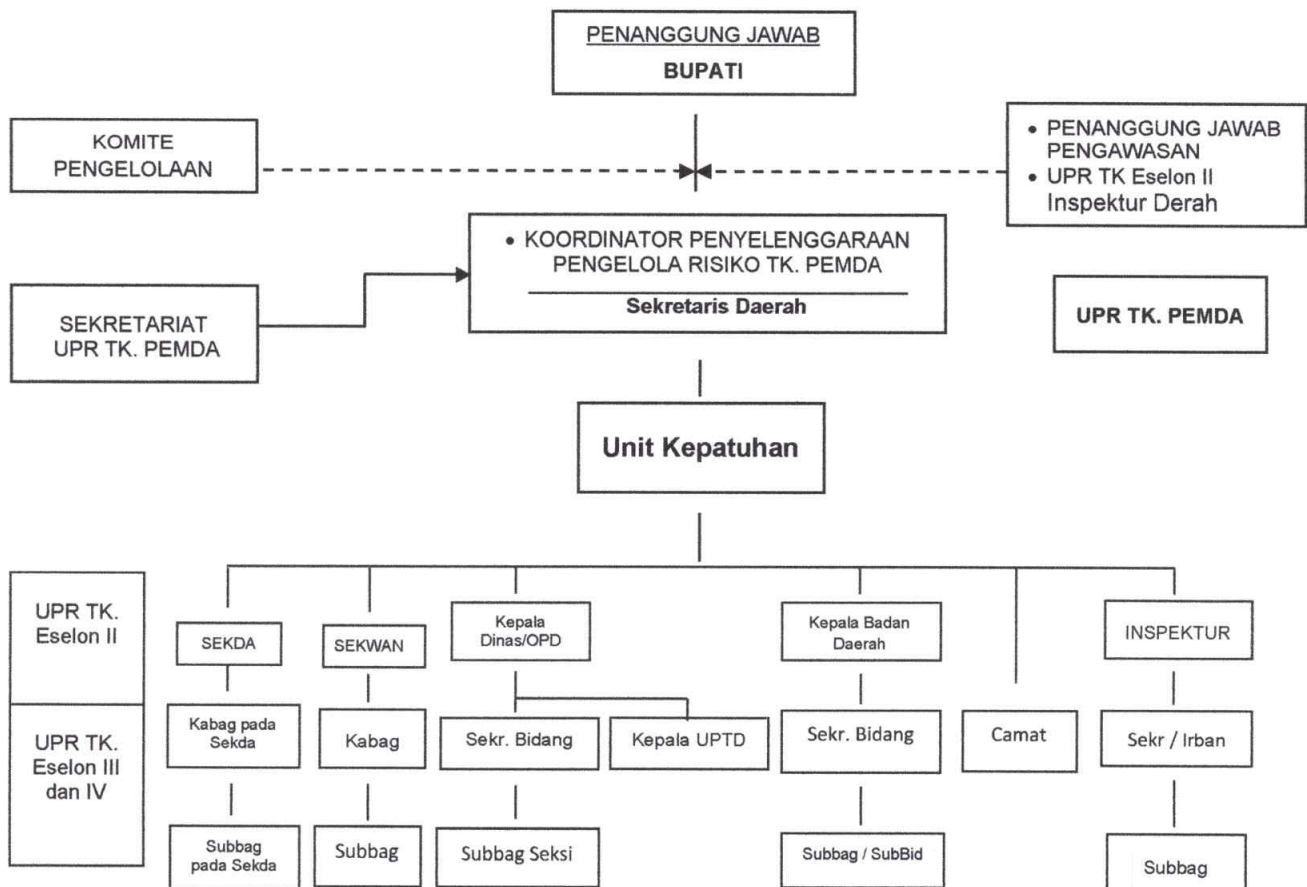 PENANGGUNG JAWAB
BUPATI
KOMITE
PENGELOLAAN
• PENANGGUNG JAWAB
PENGAWASAN
• UPR TK Eselon II
Inspektur Derah
• KOORDINATOR PENYELENGGARAAN
PENGELOLA RISIKO TK. PEMDA
Sekretaris Daerah
SEKRETARIAT
UPR TK. PEMDA
UPR TK. PEMDA
Unit Kepatuhan
UPR TK.
Eselon II
SEKDA
SEKWAN
Kepala
Dinas/OPD
Kepala Badan
Daerah
INSPEKTUR
UPR TK.
Eselon III
dan IV
Kabag pada
Sekda
Kabag
Sekr. Bidang
Kepala UPTD
Sekr. Bidang
Camat
Sekr / Irban
Subbag
pada Sekda
Subbag
Subbag Seksi
Subbag / SubBid
Subbag